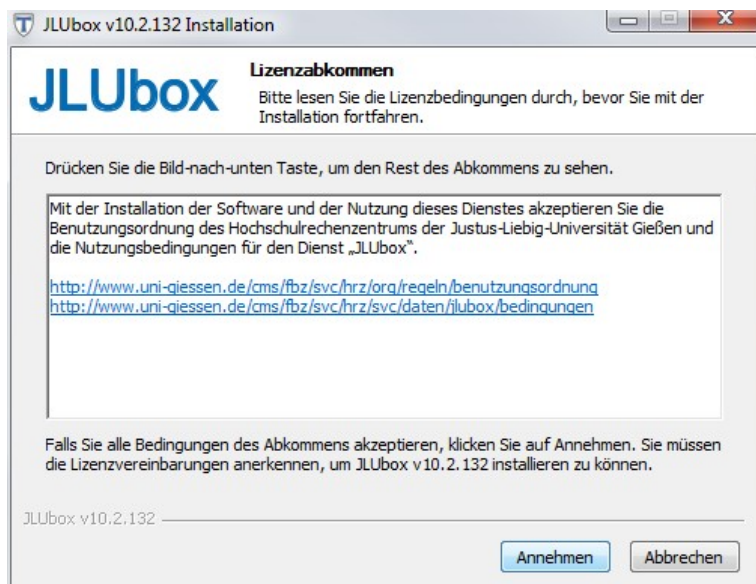 JLUbox v10.2.132 Installation
JLUbox
Lizenzabkommen
Bitte lesen Sie die Lizenzbedingungen durch, bevor Sie mit der
Installation fortfahren.
Drücken Sie die Bild-nach-unten Taste, um den Rest des Abkommens zu sehen.
Mit der Installation der Software und der Nutzung dieses Dienstes akzeptieren Sie die
Benutzungsordnung des Hochschulrechenzentrums der Justus-Liebig-Universität Gießen und
die Nutzungsbedingungen für den Dienst „JLUbox“.
http://www.uni-giessen.de/cms/fbz/svc/hrz/org/regeln/benutzungsordnung
http://www.uni-giessen.de/cms/fbz/svc/hrz/svc/daten/jlubox/bedingungen
Falls Sie alle Bedingungen des Abkommens akzeptieren, klicken Sie auf Annehmen. Sie müssen
die Lizenzvereinbarungen anerkennen, um JLUbox v10.2.132 installieren zu können.
JLUbox v10.2.132
Annehmen
Abbrechen